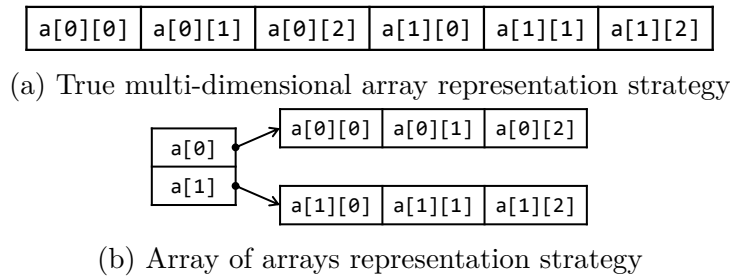 a[0][0] a[0][1] a[0][2] a[1][0] a[1][1] a[1][2]
(a) True multi-dimensional array representation strategy
a[0][0] a[0][1] a[0][2]
a[0]
a[1]
a[1][0] a[1][1] a[1][2]
(b) Array of arrays representation strategy